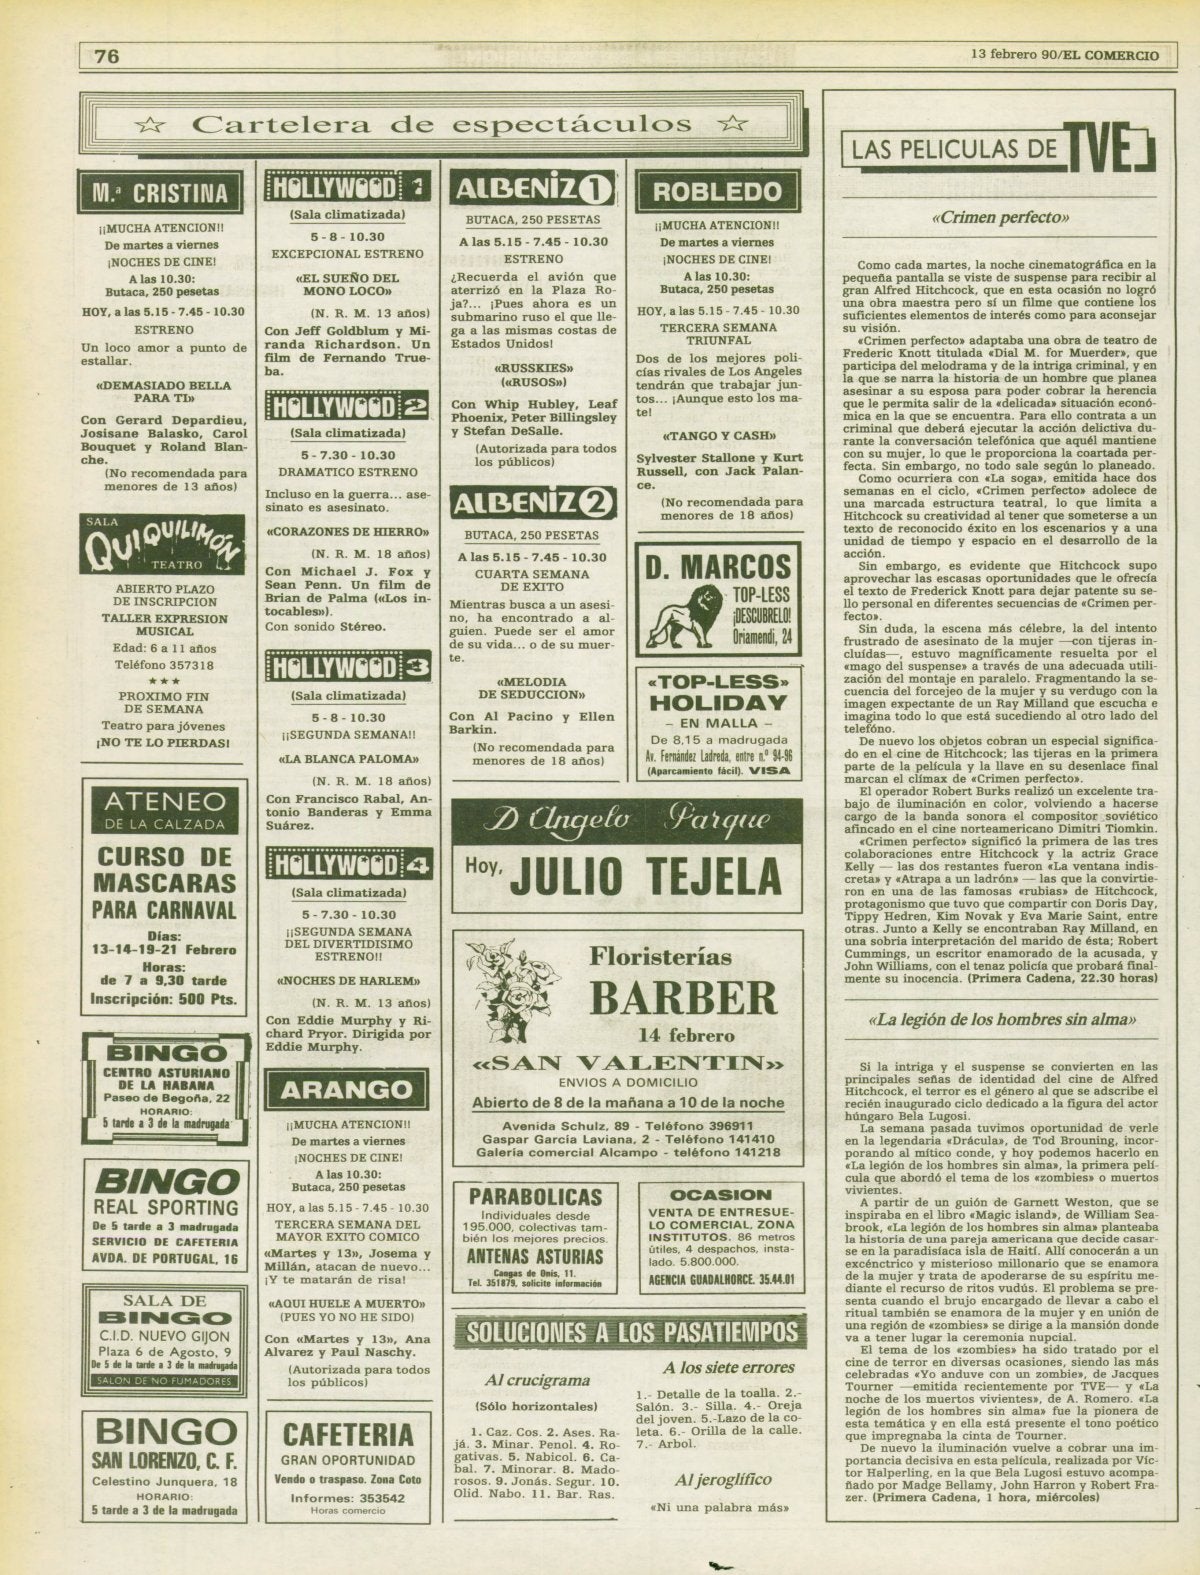 76
13 febrero 90/EL COMERCIO
☆ Cartelera de espectáculos ☆
M.ª CRISTINA
¡¡MUCHA ATENCION!!
De martes a viernes
¡NOCHES DE CINE!
A las 10.30:
Butaca, 250 pesetas
HOY, a las 5.15 - 7.45 - 10.30
ESTRENO
Un loco amor a punto de
estallar.
«DEMASIADO BELLA
PARA TI»
Con Gerard Depardieu,
Josisane Balasko, Carol
Bouquet y Roland Blan-
che.
(No recomendada para
menores de 13 años)
SALA
QUIQUILIMÓN
TEATRO
ABIERTO PLAZO
DE INSCRIPCION
TALLER EXPRESION
MUSICAL
Edad: 6 a 11 años
Teléfono 357318
★ ★ ★
PROXIMO FIN
DE SEMANA
Teatro para jóvenes
¡NO TE LO PIERDAS!
ATENEO
DE LA CALZADA
CURSO DE
MASCARAS
PARA CARNAVAL
Días:
13-14-19-21 Febrero
Horas:
de 7 a 9,30 tarde
Inscripción: 500 Pts.
BINGO
CENTRO ASTURIANO
DE LA HABANA
Paseo de Begoña, 22
HORARIO:
5 tarde a 3 de la madrugada
BINGO
REAL SPORTING
De 5 tarde a 3 madrugada
SERVICIO DE CAFETERIA
AVDA. DE PORTUGAL, 16
SALA DE
BINGO
C.I.D. NUEVO GIJON
Plaza 6 de Agosto, 9
De 5 de la tarde a 3 de la madrugada
SALON DE NO-FUMADORES
BINGO
SAN LORENZO, C. F.
Celestino Junquera, 18
HORARIO:
5 tarde a 3 de la madrugada
HOLLYWOOD 1
(Sala climatizada)
5 - 8 - 10.30
EXCEPCIONAL ESTRENO
«EL SUEÑO DEL
MONO LOCO»
(N. R. M. 13 años)
Con Jeff Goldblum y Mi-
randa Richardson. Un
film de Fernando True-
ba.
HOLLYWOOD 2
(Sala climatizada)
5 - 7.30 - 10.30
DRAMATICO ESTRENO
Incluso en la guerra... ase-
sinato es asesinato.
«CORAZONES DE HIERRO»
(N. R. M. 18 años)
Con Michael J. Fox y
Sean Penn. Un film de
Brian de Palma («Los in-
tocables»).
Con sonido Stéreo.
HOLLYWOOD 3
(Sala climatizada)
5 - 8 - 10.30
¡¡SEGUNDA SEMANA!!
«LA BLANCA PALOMA»
(N. R. M. 18 años)
Con Francisco Rabal, An-
tonio Banderas y Emma
Suárez.
HOLLYWOOD 4
(Sala climatizada)
5 - 7.30 - 10.30
¡¡SEGUNDA SEMANA
DEL DIVERTIDISIMO
ESTRENO!!
«NOCHES DE HARLEM»
(N. R. M. 13 años)
Con Eddie Murphy y Ri-
chard Pryor. Dirigida por
Eddie Murphy.
ARANGO
¡¡MUCHA ATENCION!!
De martes a viernes
¡NOCHES DE CINE!
A las 10.30:
Butaca, 250 pesetas
HOY, a las 5.15 - 7.45 - 10.30
TERCERA SEMANA DEL
MAYOR EXITO COMICO
«Martes y 13», Josema y
Millán, atacan de nuevo...
¡Y te matarán de risa!
«AQUI HUELE A MUERTO»
(PUES YO NO HE SIDO)
Con «Martes y 13», Ana
Alvarez y Paul Naschy.
(Autorizada para todos
los públicos)
CAFETERIA
GRAN OPORTUNIDAD
Vendo o traspaso. Zona Coto
Informes: 353542
Horas comercio
ALBENIZ 1
BUTACA, 250 PESETAS
A las 5.15 - 7.45 - 10.30
ESTRENO
¿Recuerda el avión que
aterrizó en la Plaza Ro-
ja?... ¡Pues ahora es un
submarino ruso el que lle-
ga a las mismas costas de
Estados Unidos!
«RUSSKIES»
(«RUSOS»)
Con Whip Hubley, Leaf
Phoenix, Peter Billingsley
y Stefan DeSalle.
(Autorizada para todos
los públicos)
ALBENIZ 2
BUTACA, 250 PESETAS
A las 5.15 - 7.45 - 10.30
CUARTA SEMANA
DE EXITO
Mientras busca a un asesi-
no, ha encontrado a al-
guien. Puede ser el amor
de su vida... o de su muer-
te.
«MELODIA
DE SEDUCCION»
Con Al Pacino y Ellen
Barkin.
(No recomendada para
menores de 18 años)
ROBLEDO
¡¡MUCHA ATENCION!!
De martes a viernes
¡NOCHES DE CINE!
A las 10.30:
Butaca, 250 pesetas
HOY, a las 5.15 - 7.45 - 10.30
TERCERA SEMANA
TRIUNFAL
Dos de los mejores poli-
cías rivales de Los Angeles
tendrán que trabajar jun-
tos... ¡Aunque esto los ma-
te!
«TANGO Y CASH»
Sylvester Stallone y Kurt
Russell, con Jack Palan-
ce.
(No recomendada para
menores de 18 años)
D. MARCOS
TOP-LESS
¡DESCUBRELO!
Oriamendi, 24
«TOP-LESS»
HOLIDAY
– EN MALLA –
De 8,15 a madrugada
Av. Fernández Ladreda, entre n.º 94-96
(Aparcamiento fácil). VISA
D'Angelo Parque
Hoy, JULIO TEJELA
Floristerías
BARBER
14 febrero
«SAN VALENTIN»
ENVIOS A DOMICILIO
Abierto de 8 de la mañana a 10 de la noche
Avenida Schulz, 89 - Teléfono 396911
Gaspar García Laviana, 2 - Teléfono 141410
Galería comercial Alcampo - teléfono 141218
PARABOLICAS
Individuales desde
195.000, colectivas tam-
bién los mejores precios.
ANTENAS ASTURIAS
Cangas de Onís, 11.
Tel. 351879, solicite información
OCASION
VENTA DE ENTRESUE-
LO COMERCIAL, ZONA
INSTITUTOS. 86 metros
útiles, 4 despachos, insta-
lado. 5.800.000.
AGENCIA GUADALHORCE. 35.44.01
SOLUCIONES A LOS PASATIEMPOS
Al crucigrama
(Sólo horizontales)
1. Caz. Cos. 2. Ases. Ra-
já. 3. Minar. Penol. 4. Ro-
gativas. 5. Nabicol. 6. Ca-
bal. 7. Minorar. 8. Mado-
rosos. 9. Jonás. Segur. 10.
Olid. Nabo. 11. Bar. Ras.
A los siete errores
1.- Detalle de la toalla. 2.-
Salón. 3.- Silla. 4.- Oreja
del joven. 5.-Lazo de la co-
leta. 6.- Orilla de la calle.
7.- Arbol.
Al jeroglífico
«Ni una palabra más»
LAS PELICULAS DE TVE
«Crimen perfecto»
Como cada martes, la noche cinematográfica en la
pequeña pantalla se viste de suspense para recibir al
gran Alfred Hitchcock, que en esta ocasión no logró
una obra maestra pero sí un filme que contiene los
suficientes elementos de interés como para aconsejar
su visión.
«Crimen perfecto» adaptaba una obra de teatro de
Frederic Knott titulada «Dial M. for Muerder», que
participa del melodrama y de la intriga criminal, y en
la que se narra la historia de un hombre que planea
asesinar a su esposa para poder cobrar la herencia
que le permita salir de la «delicada» situación econó-
mica en la que se encuentra. Para ello contrata a un
criminal que deberá ejecutar la acción delictiva du-
rante la conversación telefónica que aquél mantiene
con su mujer, lo que le proporciona la coartada per-
fecta. Sin embargo, no todo sale según lo planeado.
Como ocurriera con «La soga», emitida hace dos
semanas en el ciclo, «Crimen perfecto» adolece de
una marcada estructura teatral, lo que limita a
Hitchcock su creatividad al tener que someterse a un
texto de reconocido éxito en los escenarios y a una
unidad de tiempo y espacio en el desarrollo de la
acción.
Sin embargo, es evidente que Hitchcock supo
aprovechar las escasas oportunidades que le ofrecía
el texto de Frederick Knott para dejar patente su se-
llo personal en diferentes secuencias de «Crimen per-
fecto».
Sin duda, la escena más célebre, la del intento
frustrado de asesinato de la mujer —con tijeras in-
cluídas—, estuvo magníficamente resuelta por el
«mago del suspense» a través de una adecuada utili-
zación del montaje en paralelo. Fragmentando la se-
cuencia del forcejeo de la mujer y su verdugo con la
imagen expectante de un Ray Milland que escucha e
imagina todo lo que está sucediendo al otro lado del
telefóno.
De nuevo los objetos cobran un especial significa-
do en el cine de Hitchcock; las tijeras en la primera
parte de la película y la llave en su desenlace final
marcan el clímax de «Crimen perfecto».
El operador Robert Burks realizó un excelente tra-
bajo de iluminación en color, volviendo a hacerse
cargo de la banda sonora el compositor soviético
afincado en el cine norteamericano Dimitri Tiomkin.
«Crimen perfecto» significó la primera de las tres
colaboraciones entre Hitchcock y la actriz Grace
Kelly — las dos restantes fueron «La ventana indis-
creta» y «Atrapa a un ladrón» — las que la convirtie-
ron en una de las famosas «rubias» de Hitchcock,
protagonismo que tuvo que compartir con Doris Day,
Tippy Hedren, Kim Novak y Eva Marie Saint, entre
otras. Junto a Kelly se encontraban Ray Milland, en
una sobria interpretación del marido de ésta; Robert
Cummings, un escritor enamorado de la acusada, y
John Williams, con el tenaz policía que probará final-
mente su inocencia. (Primera Cadena, 22.30 horas)
«La legión de los hombres sin alma»
Si la intriga y el suspense se convierten en las
principales señas de identidad del cine de Alfred
Hitchcock, el terror es el género al que se adscribe el
recién inaugurado ciclo dedicado a la figura del actor
húngaro Bela Lugosi.
La semana pasada tuvimos oportunidad de verle
en la legendaria «Drácula», de Tod Brouning, incor-
porando al mítico conde, y hoy podemos hacerlo en
«La legión de los hombres sin alma», la primera pelí-
cula que abordó el tema de los «zombies» o muertos
vivientes.
A partir de un guión de Garnett Weston, que se
inspiraba en el libro «Magic island», de William Sea-
brook, «La legión de los hombres sin alma» planteaba
la historia de una pareja americana que decide casar-
se en la paradisíaca isla de Haití. Allí conocerán a un
excénctrico y misterioso millonario que se enamora
de la mujer y trata de apoderarse de su espíritu me-
diante el recurso de ritos vudús. El problema se pre-
senta cuando el brujo encargado de llevar a cabo el
ritual también se enamora de la mujer y en unión de
una región de «zombies» se dirige a la mansión donde
va a tener lugar la ceremonia nupcial.
El tema de los «zombies» ha sido tratado por el
cine de terror en diversas ocasiones, siendo las más
celebradas «Yo anduve con un zombie», de Jacques
Tourner —emitida recientemente por TVE— y «La
noche de los muertos vivientes», de A. Romero. «La
legión de los hombres sin alma» fue la pionera de
esta temática y en ella está presente el tono poético
que impregnaba la cinta de Tourner.
De nuevo la iluminación vuelve a cobrar una im-
portancia decisiva en esta película, realizada por Víc-
tor Halperling, en la que Bela Lugosi estuvo acompa-
ñado por Madge Bellamy, John Harron y Robert Fra-
zer. (Primera Cadena, 1 hora, miércoles)